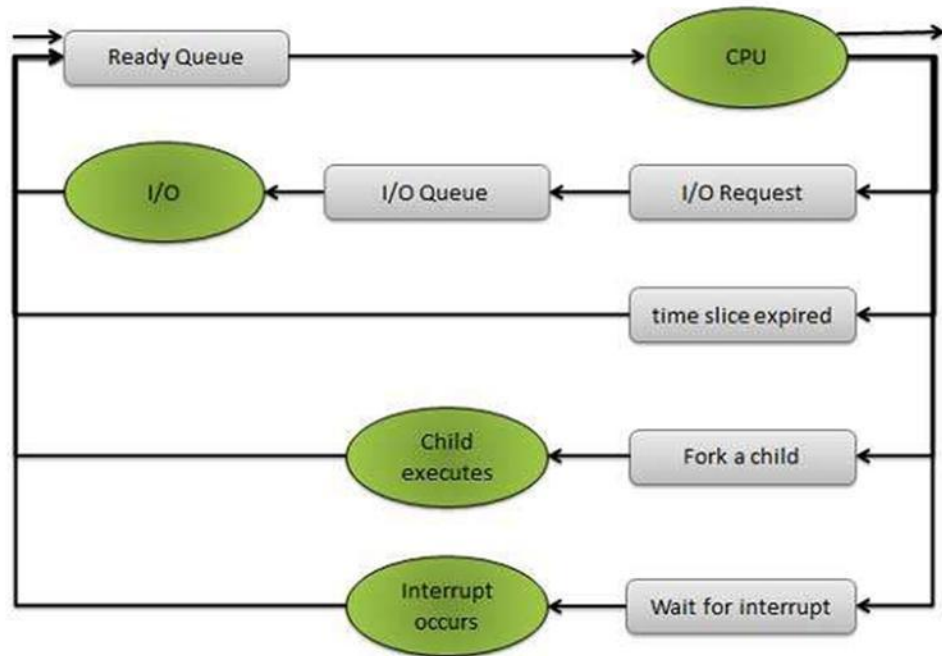 Ready Queue
CPU
I/O
I/O Queue
I/O Request
time slice expired
Child
executes
Fork a child
Interrupt
occurs
Wait for interrupt